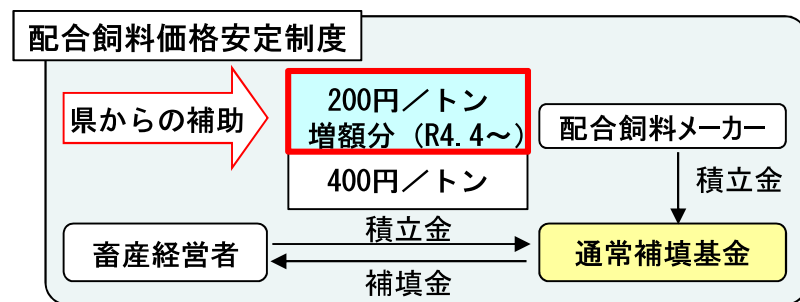 配合飼料価格安定制度
県からの補助
200円／トン
増額分（R4.4～）
400円／トン
配合飼料メーカー
積立金
畜産経営者
積立金
補填金
通常補填基金